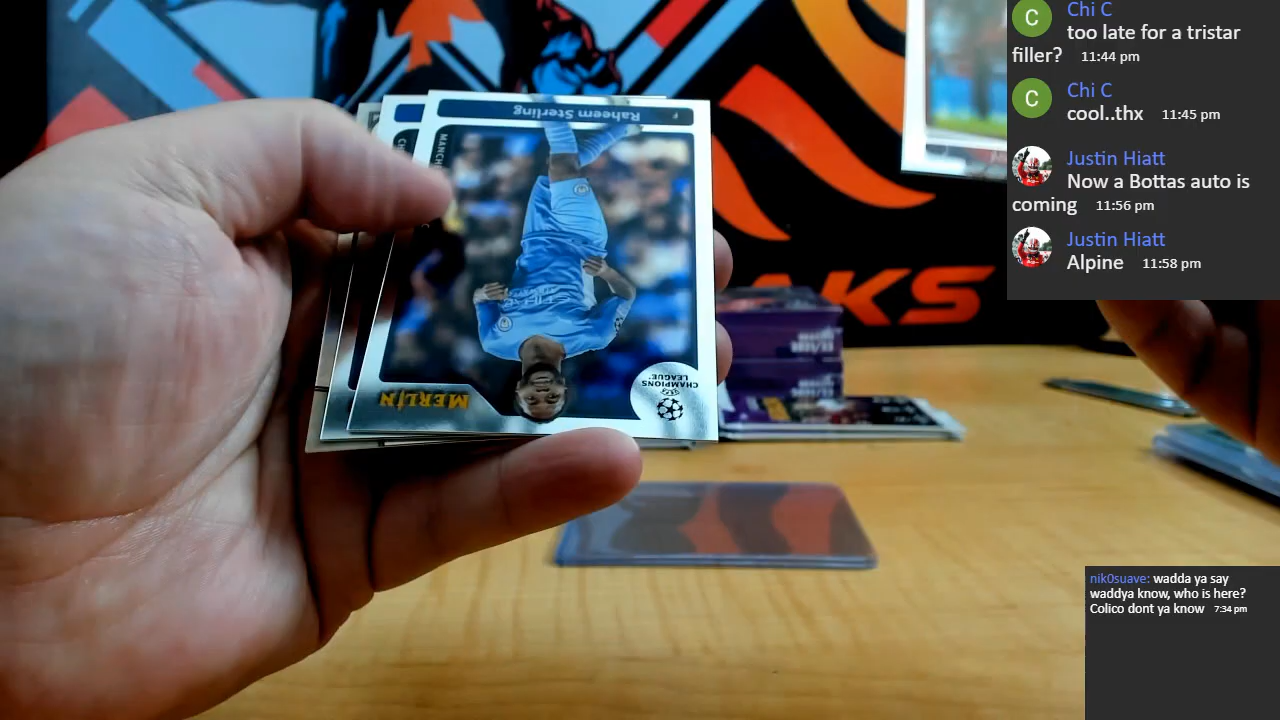 Chi C
too late for a tristar
filler? 11:44 pm
C
Chi C
cool..thx 11:45 pm
C
Justin Hiatt
Now a Bottas auto is
coming 11:56 pm
Justin Hiatt
Alpine 11:58 pm
F Raheem Sterling
MANCH
CHAMPIONS
LEAGUE
MERLIN
AKS
nik0suave: wadda ya say
waddya know, who is here?
Colico dont ya know 7:34 pm